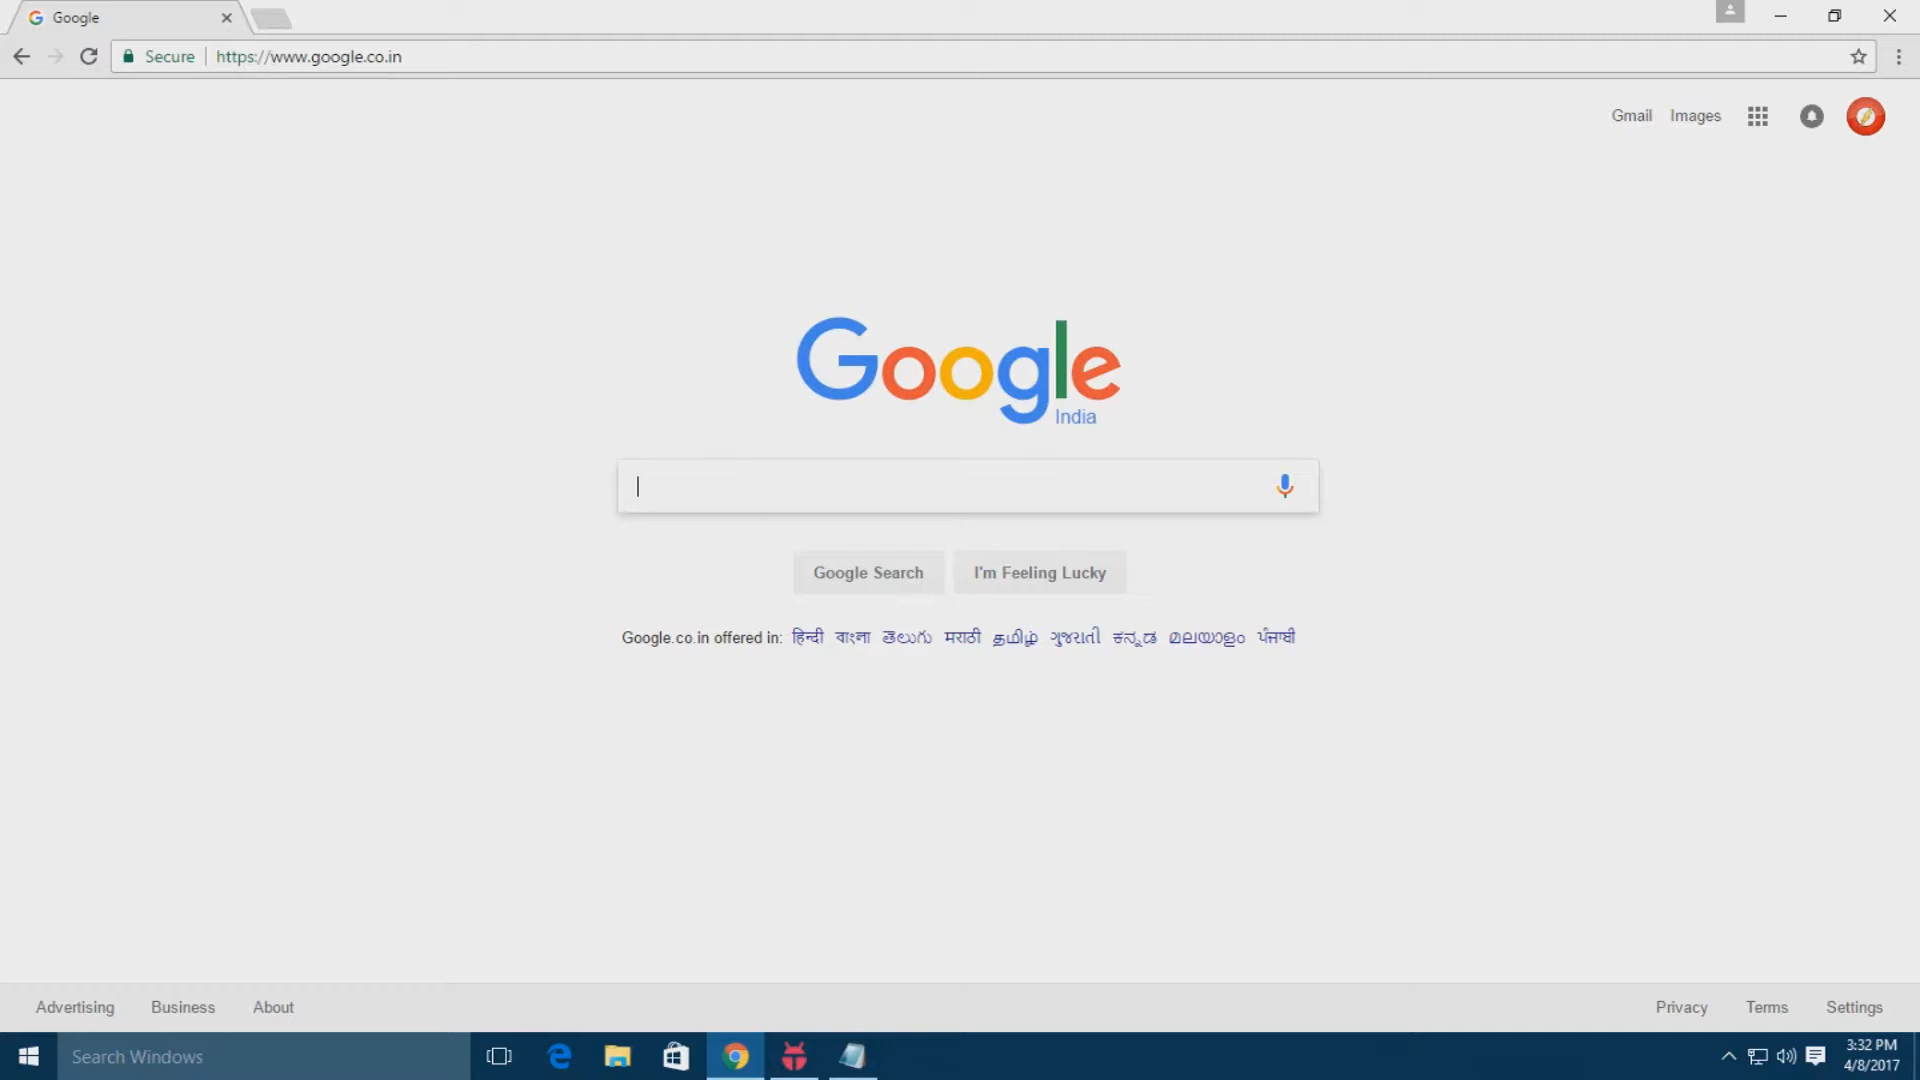 Google
Secure https://www.google.co.in
Gmail Images
Google
India
Google Search I'm Feeling Lucky
Google.co.in offered in: हिन्दी বাংলা తెలుగు मराठी தமிழ் ગુજરાતી ಕನ್ನಡ മലയാളം ਪੰਜਾਬੀ
Advertising Business About Privacy Terms Settings
Search Windows
3:32 PM
4/8/2017